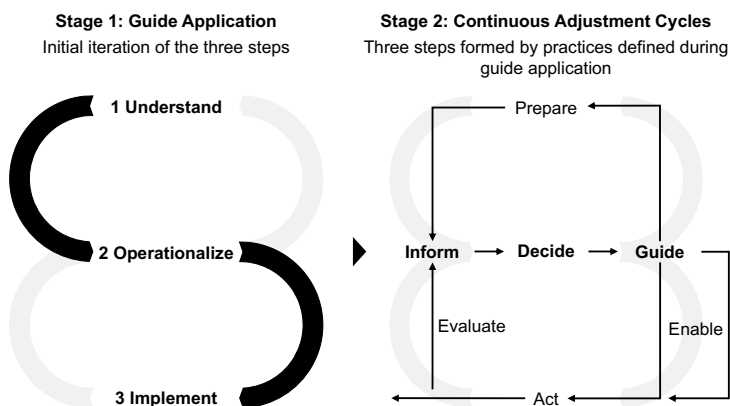 Stage 1: Guide Application
Initial iteration of the three steps
1 Understand
2 Operationalize
3 Implement
Stage 2: Continuous Adjustment Cycles
Three steps formed by practices defined during
guide application
Prepare
Inform
Decide
Guide
Evaluate
Enable
Act